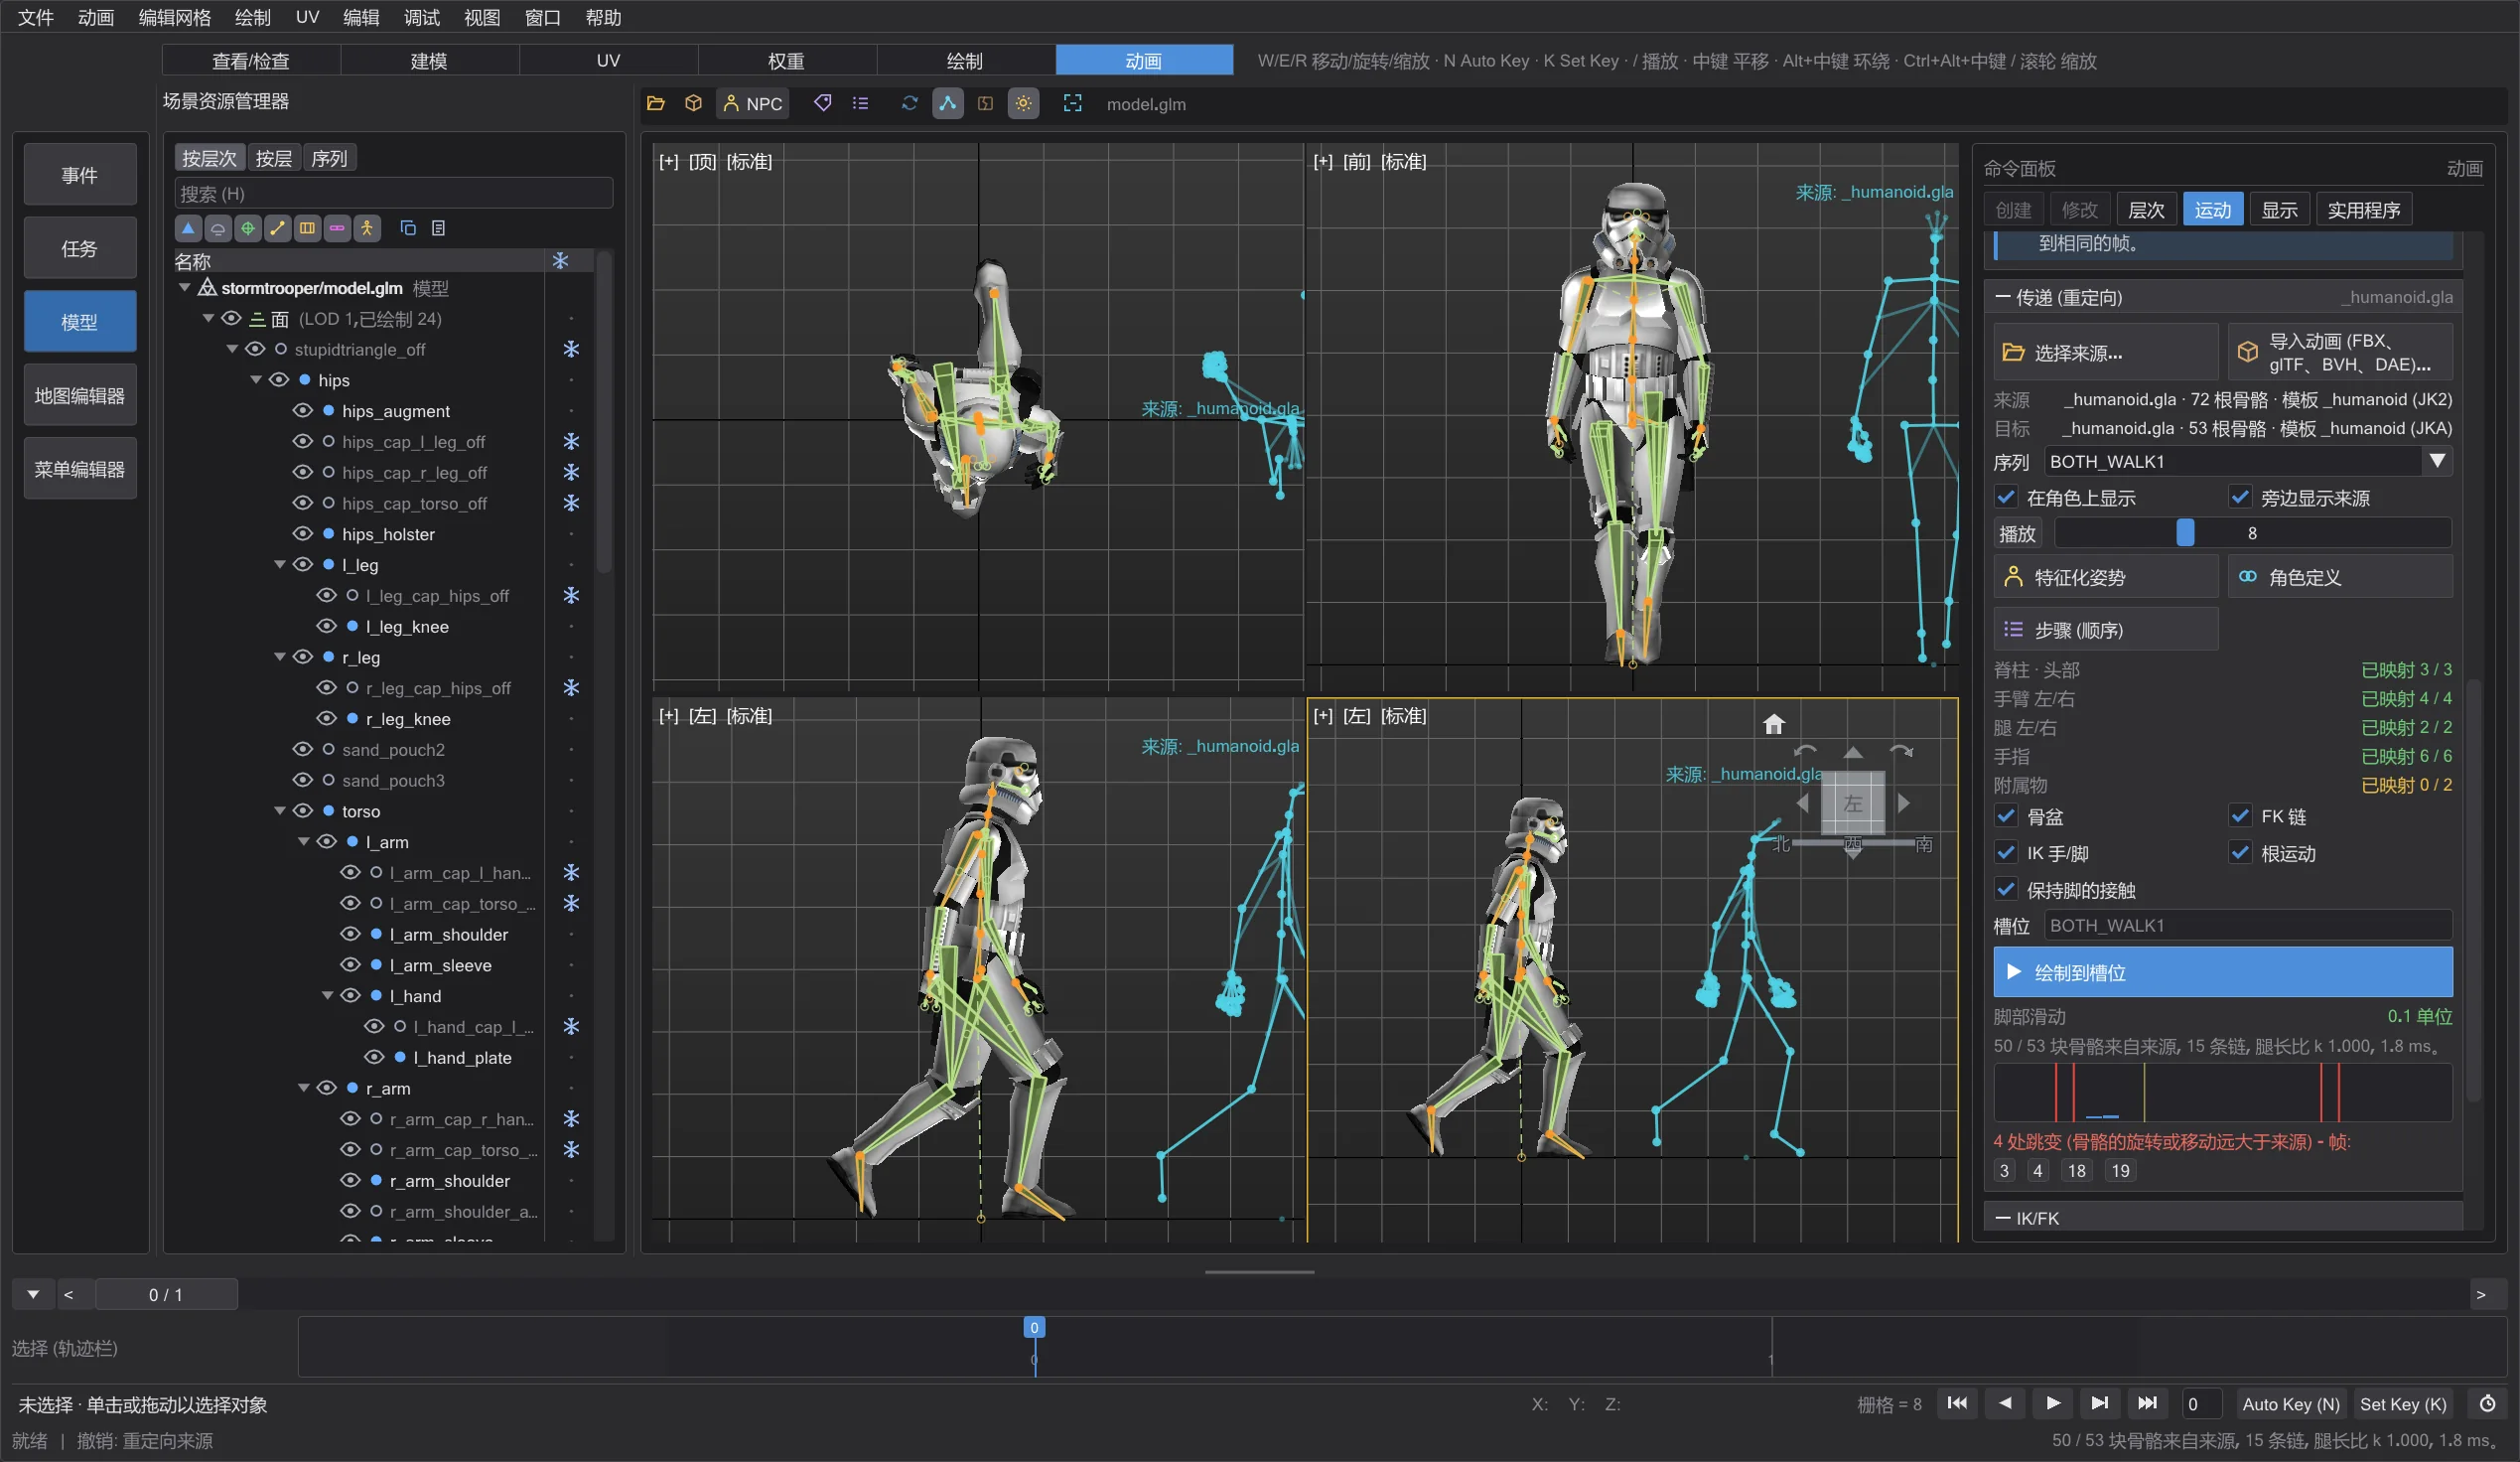 文件 动画 编辑网格 绘制 UV 编辑 调试 视图 窗口 帮助
查看/检查 建模 UV 权重 绘制 动画 W/E/R 移动/旋转/缩放 · N Auto Key · K Set Key · / 播放 · 中键 平移 · Alt+中键 环绕 · Ctrl+Alt+中键 / 滚轮 缩放
场景资源管理器
NPC model.glm
事件
任务
模型
地图编辑器
菜单编辑器
按层次 按层 序列
搜索 (H)
名称
stormtrooper/model.glm 模型
面 (LOD 1,已绘制 24)
stupidtriangle_off
hips
hips_augment
hips_cap_l_leg_off
hips_cap_r_leg_off
hips_cap_torso_off
hips_holster
l_leg
l_leg_cap_hips_off
l_leg_knee
r_leg
r_leg_cap_hips_off
r_leg_knee
sand_pouch2
sand_pouch3
torso
l_arm
l_arm_cap_l_han...
l_arm_cap_torso_...
l_arm_shoulder
l_arm_sleeve
l_hand
l_hand_cap_l_...
l_hand_plate
r_arm
r_arm_cap_r_han...
r_arm_cap_torso_...
r_arm_shoulder
r_arm_shoulder_a...
r_arm_sleeve
[+] [顶] [标准]
来源: _humanoid.gla
[+] [前] [标准]
来源: _humanoid.gla
[+] [左] [标准]
来源: _humanoid.gla
[+] [左] [标准]
来源: _humanoid.gla
左
北 西 南
命令面板 动画
创建 修改 层次 运动 显示 实用程序
到相同的帧。
传递 (重定向) _humanoid.gla
选择来源...
导入动画 (FBX、
glTF、BVH、DAE)...
来源 _humanoid.gla · 72 根骨骼 · 模板 _humanoid (JK2)
目标 _humanoid.gla · 53 根骨骼 · 模板 _humanoid (JKA)
序列 BOTH_WALK1
在角色上显示 旁边显示来源
播放 8
特征化姿势 角色定义
步骤 (顺序)
脊柱 · 头部 已映射 3 / 3
手臂 左/右 已映射 4 / 4
腿 左/右 已映射 2 / 2
手指 已映射 6 / 6
附属物 已映射 0 / 2
骨盆 FK 链
IK 手/脚 根运动
保持脚的接触
槽位 BOTH_WALK1
绘制到槽位
脚部滑动 0.1 单位
50 / 53 块骨骼来自来源, 15 条链, 腿长比 k 1.000, 1.8 ms。
4 处跳变 (骨骼的旋转或移动远大于来源) - 帧:
3 4 18 19
IK/FK
< 0 / 1 >
选择 (轨迹栏)
0
0 1
未选择 · 单击或拖动以选择对象 X: Y: Z: 栅格 = 8 0 Auto Key (N) Set Key (K)
就绪 | 撤销: 重定向来源 50 / 53 块骨骼来自来源, 15 条链, 腿长比 k 1.000, 1.8 ms。